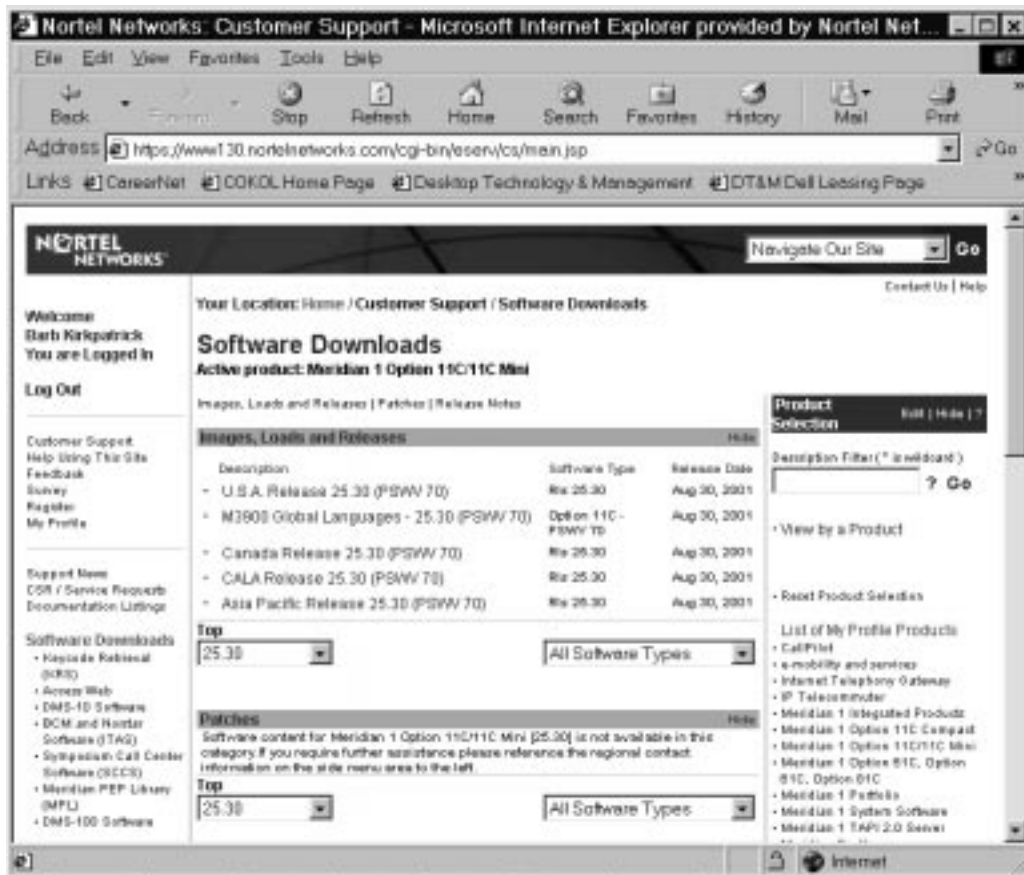 Nortel Networks: Customer Support - Microsoft Internet Explorer provided by Nortel Net...
File Edit View Favorites Tools Help
Back Stop Refresh Home Search Favorites History Mail Print
Address https://www130.nortelnetworks.com/cgi-bin/eserv/cs/main.jsp Go
Links CareerNet COKOL Home Page Desktop Technology & Management DT&M Dell Leasing Page
NORTEL
NETWORKS
Navigate Our Site Go
Contact Us | Help
Welcome
Barb Kirkpatrick
You are Logged In
Log Out
Customer Support
Help Using This Site
Feedback
Survey
Register
My Profile
Support News
CSR / Service Requests
Documentation Listings
Software Downloads
• Keycode Retrieval
(KRS)
• Access Web
• DMS-10 Software
• BCM and Norstar
Software (ITAS)
• Symposium Call Center
Software (SCCS)
• Meridian PEP Library
(MPL)
• DMS-100 Software
Your Location: Home / Customer Support / Software Downloads
Software Downloads
Active product: Meridian 1 Option 11C/11C Mini
Images, Loads and Releases | Patches | Release Notes
Images, Loads and Releases Hide
Description Software Type Release Date
- U.S.A. Release 25.30 (PSWV 70) Rls 25.30 Aug 30, 2001
- M3900 Global Languages - 25.30 (PSWV 70) Option 11C - Aug 30, 2001
PSWV 70
- Canada Release 25.30 (PSWV 70) Rls 25.30 Aug 30, 2001
- CALA Release 25.30 (PSWV 70) Rls 25.30 Aug 30, 2001
- Asia Pacific Release 25.30 (PSWV 70) Rls 25.30 Aug 30, 2001
Top
25.30 All Software Types
Patches Hide
Software content for Meridian 1 Option 11C/11C Mini [25.30] is not available in this
category. If you require further assistance please reference the regional contact
information on the side menu area to the left.
Top
25.30 All Software Types
Product
Selection Edit | Hide | ?
Description Filter (* is wildcard)
? Go
• View by a Product
• Reset Product Selection
List of My Profile Products
• CallPilot
• e-mobility and services
• Internet Telephony Gateway
• IP Telecommuter
• Meridian 1 Integrated Products
• Meridian 1 Option 11C Compact
• Meridian 1 Option 11C/11C Mini
• Meridian 1 Option 51C, Option
61C, Option 81C
• Meridian 1 Portfolio
• Meridian 1 System Software
• Meridian 1 TAPI 2.0 Server
Internet